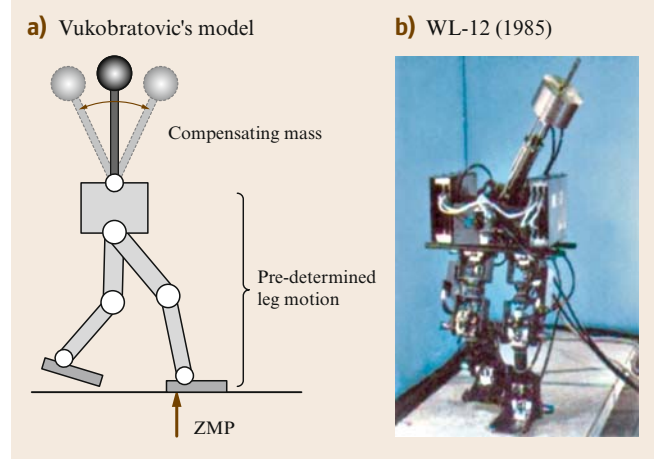 a) Vukobratovic's model
Compensating mass
Pre-determined
leg motion
ZMP
b) WL-12 (1985)